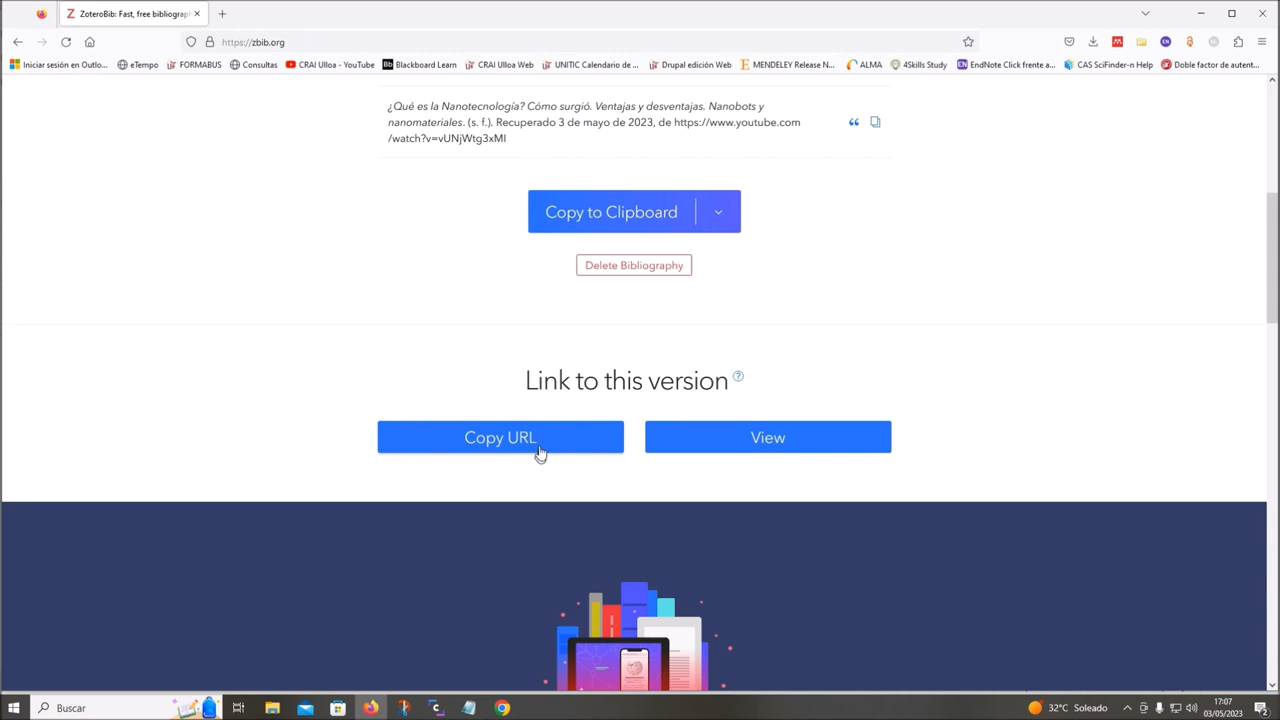 ZoteroBib: Fast, free bibliograph
https://zbib.org
Iniciar sesión en Outlo...
eTempo
FORMABUS
Consultas
CRAI Ulloa - YouTube
Blackboard Learn
CRAI Ulloa Web
UNITIC Calendario de ...
Drupal edición Web
MENDELEY Release N...
ALMA
4Skills Study
EndNote Click frente a...
CAS SciFinder-n Help
Doble factor de autent...
¿Qué es la Nanotecnología? Cómo surgió. Ventajas y desventajas. Nanobots y
nanomateriales. (s. f.). Recuperado 3 de mayo de 2023, de https://www.youtube.com
/watch?v=vUNjWtg3xMI
Copy to Clipboard
Delete Bibliography
Link to this version
Copy URL
View
Buscar
32°C Soleado
17:07
03/05/2023
2